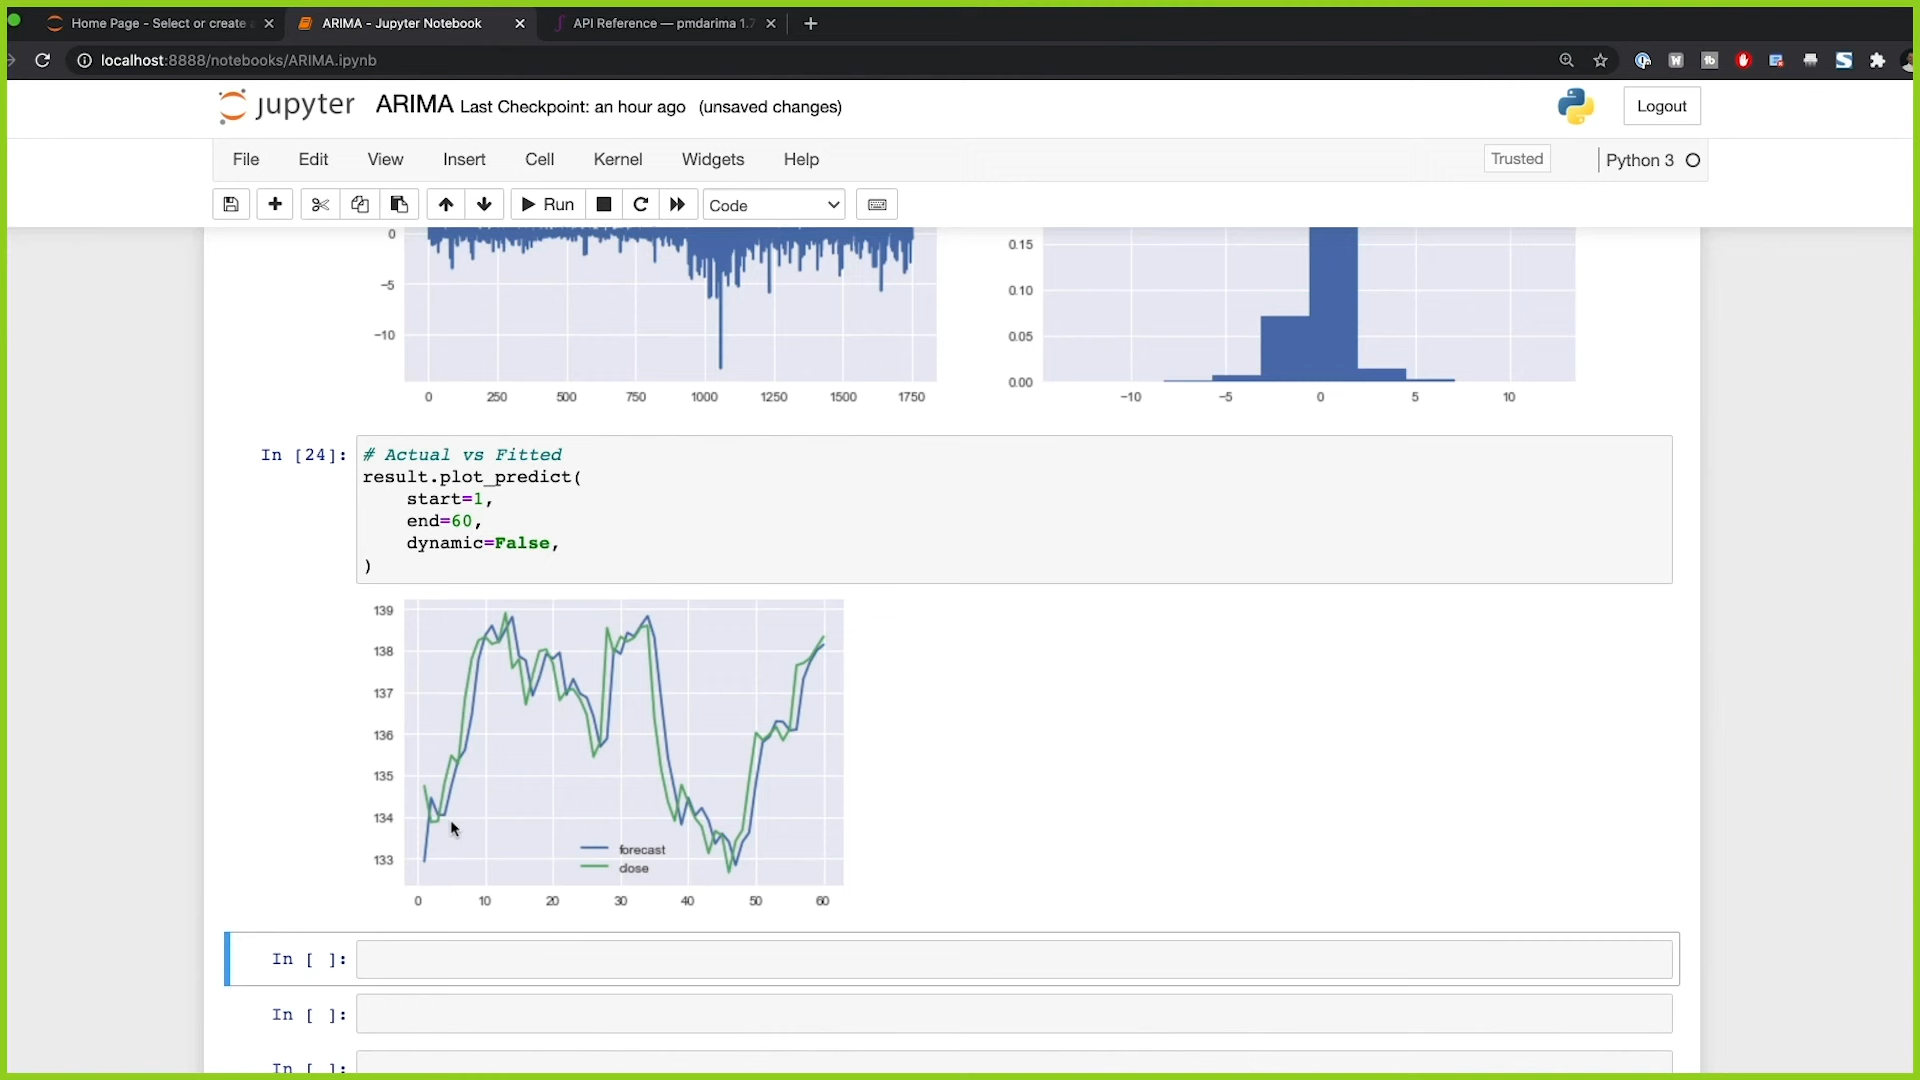 Home Page - Select or create
ARIMA - Jupyter Notebook
API Reference — pmdarima 1.7
localhost:8888/notebooks/ARIMA.ipynb
jupyter ARIMA Last Checkpoint: an hour ago (unsaved changes)
Logout
File Edit View Insert Cell Kernel Widgets Help
Trusted
Python 3
Run
Code
0
−5
−10
0 250 500 750 1000 1250 1500 1750
0.15
0.10
0.05
0.00
−10 −5 0 5 10
In [24]:
# Actual vs Fitted
result.plot_predict(
    start=1,
    end=60,
    dynamic=False,
)
139
138
137
136
135
134
133
forecast
close
0 10 20 30 40 50 60
In [ ]:
In [ ]:
In [ ]: